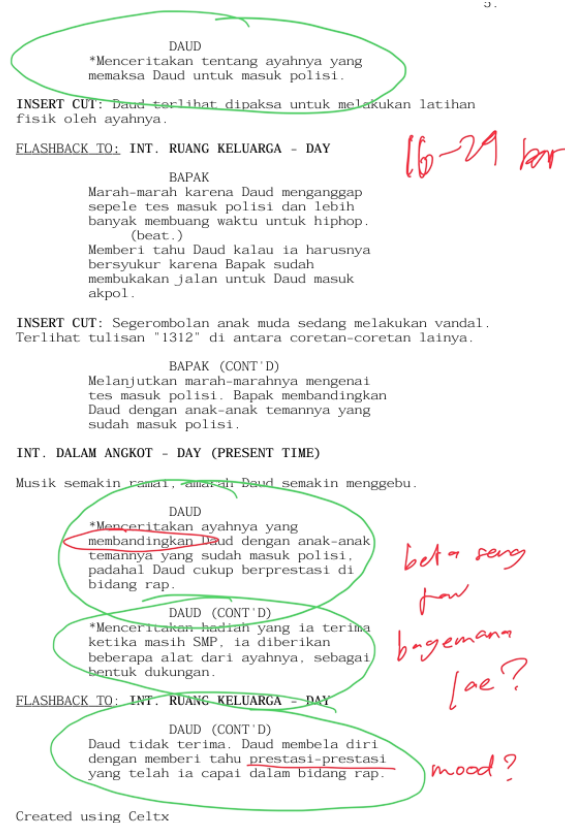 5.
DAUD
*Menceritakan tentang ayahnya yang
memaksa Daud untuk masuk polisi.
INSERT CUT: Daud terlihat dipaksa untuk melakukan latihan
fisik oleh ayahnya.
FLASHBACK TO: INT. RUANG KELUARGA - DAY
16-29 bar
BAPAK
Marah-marah karena Daud menganggap
sepele tes masuk polisi dan lebih
banyak membuang waktu untuk hiphop.
(beat.)
Memberi tahu Daud kalau ia harusnya
bersyukur karena Bapak sudah
membukakan jalan untuk Daud masuk
akpol.
INSERT CUT: Segerombolan anak muda sedang melakukan vandal.
Terlihat tulisan "1312" di antara coretan-coretan lainya.
BAPAK (CONT'D)
Melanjutkan marah-marahnya mengenai
tes masuk polisi. Bapak membandingkan
Daud dengan anak-anak temannya yang
sudah masuk polisi.
INT. DALAM ANGKOT - DAY (PRESENT TIME)
Musik semakin ramai, amarah Daud semakin menggebu.
DAUD
*Menceritakan ayahnya yang
membandingkan Daud dengan anak-anak
temannya yang sudah masuk polisi,
padahal Daud cukup berprestasi di
bidang rap.
beta seng
tau
bagemana
lae?
DAUD (CONT'D)
*Menceritakan hadiah yang ia terima
ketika masih SMP, ia diberikan
beberapa alat dari ayahnya, sebagai
bentuk dukungan.
FLASHBACK TO: INT. RUANG KELUARGA - DAY
DAUD (CONT'D)
Daud tidak terima. Daud membela diri
dengan memberi tahu prestasi-prestasi
yang telah ia capai dalam bidang rap.
mood?
Created using Celtx